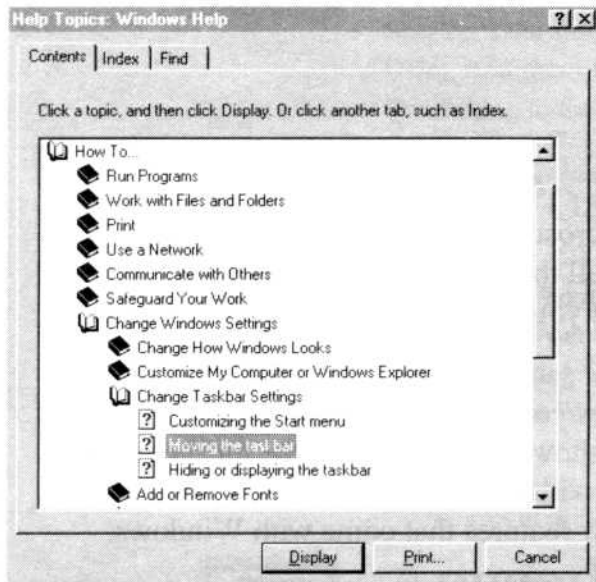 Help Topics: Windows Help
Contents Index Find
Click a topic, and then click Display. Or click another tab, such as Index.
How To...
Run Programs
Work with Files and Folders
Print
Use a Network
Communicate with Others
Safeguard Your Work
Change Windows Settings
Change How Windows Looks
Customize My Computer or Windows Explorer
Change Taskbar Settings
? Customizing the Start menu
? Moving the task bar
? Hiding or displaying the taskbar
Add or Remove Fonts
Display Print... Cancel